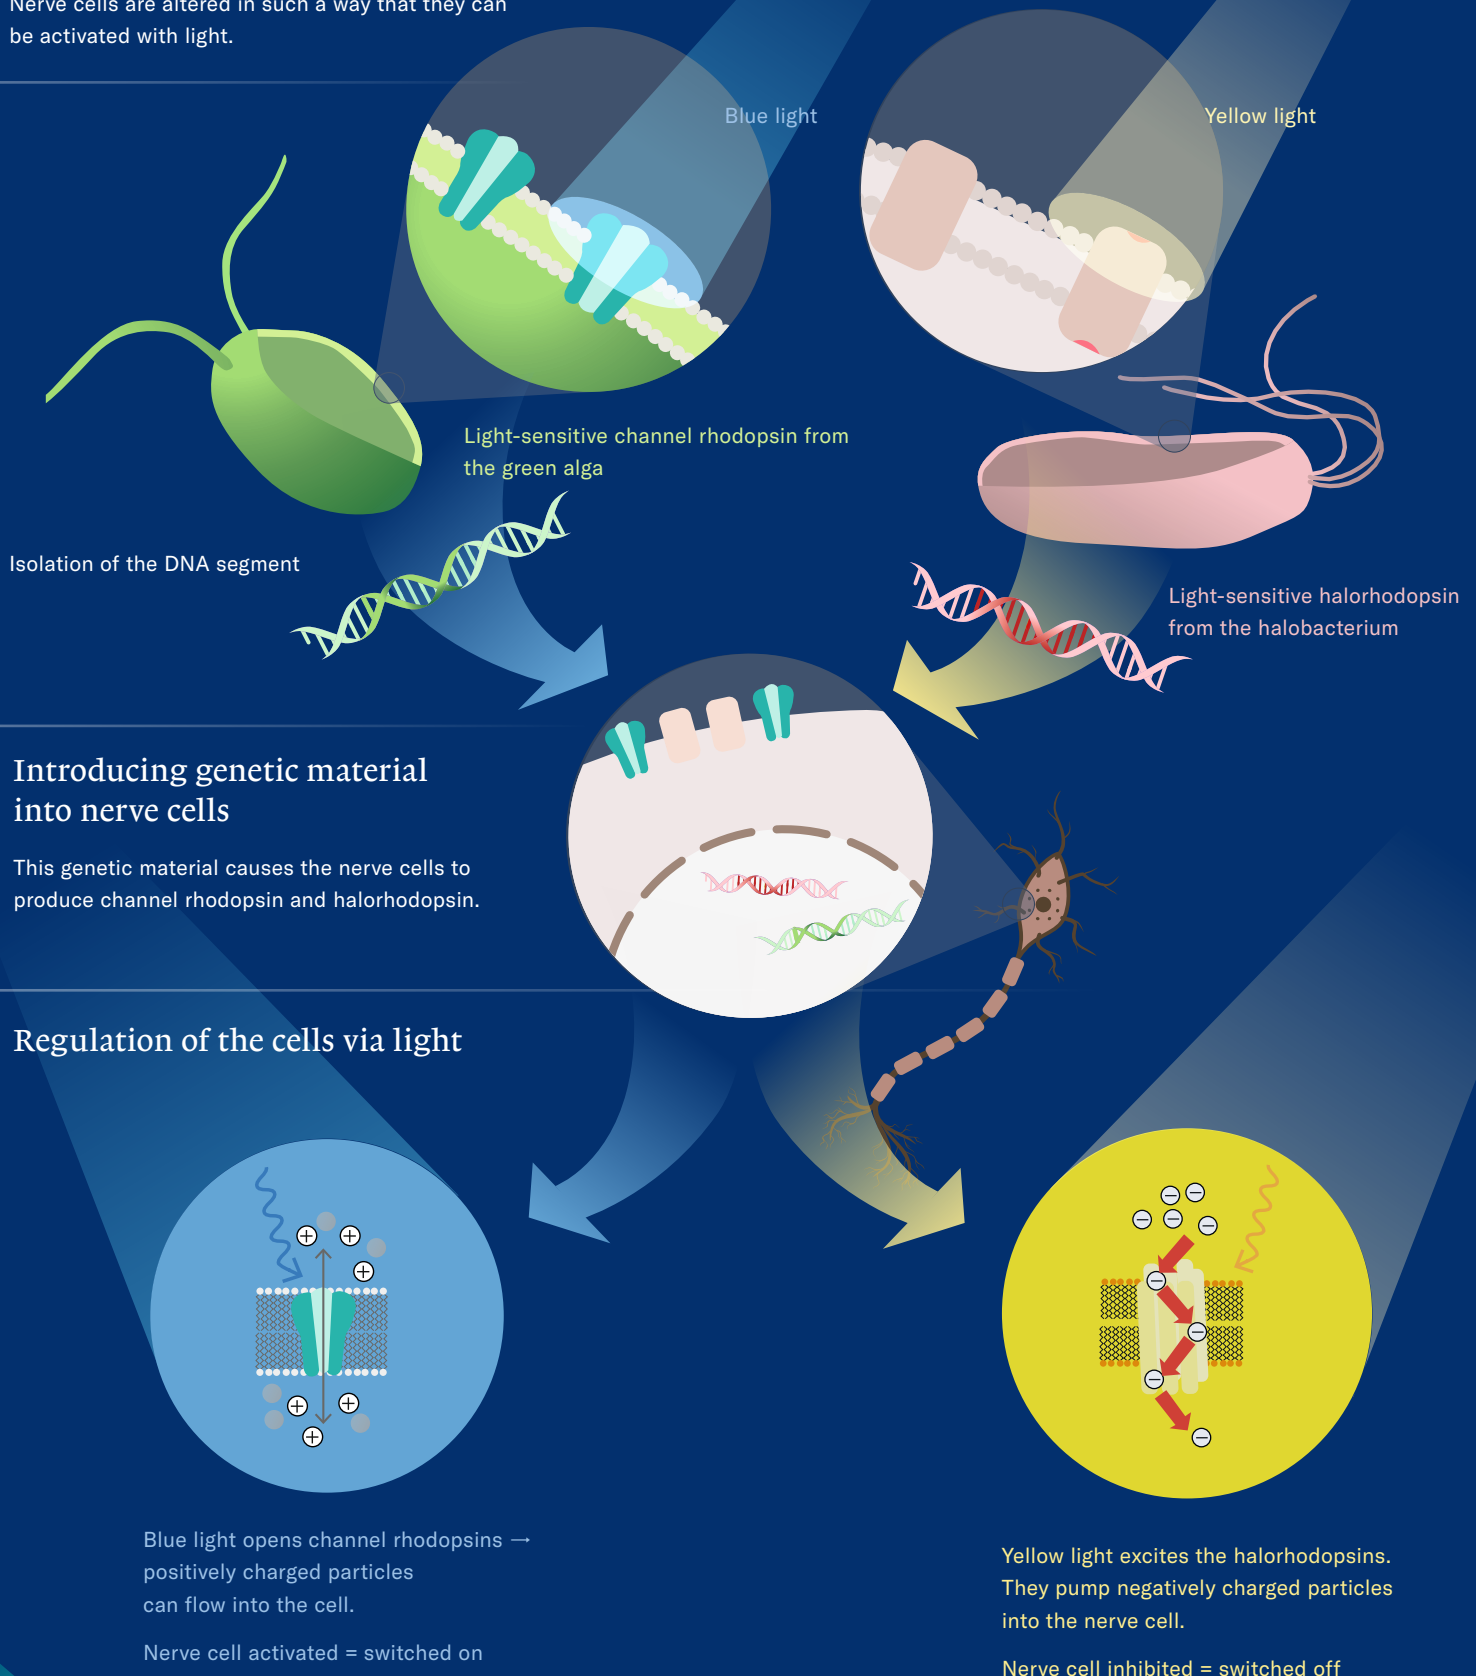 Nerve cells are altered in such a way that they can
be activated with light.
Blue light
Yellow light
Light-sensitive channel rhodopsin from
the green alga
Isolation of the DNA segment
Light-sensitive halorhodopsin
from the halobacterium
Introducing genetic material
into nerve cells
This genetic material causes the nerve cells to
produce channel rhodopsin and halorhodopsin.
Regulation of the cells via light
Blue light opens channel rhodopsins →
positively charged particles
can flow into the cell.
Nerve cell activated = switched on
Yellow light excites the halorhodopsins.
They pump negatively charged particles
into the nerve cell.
Nerve cell inhibited = switched off